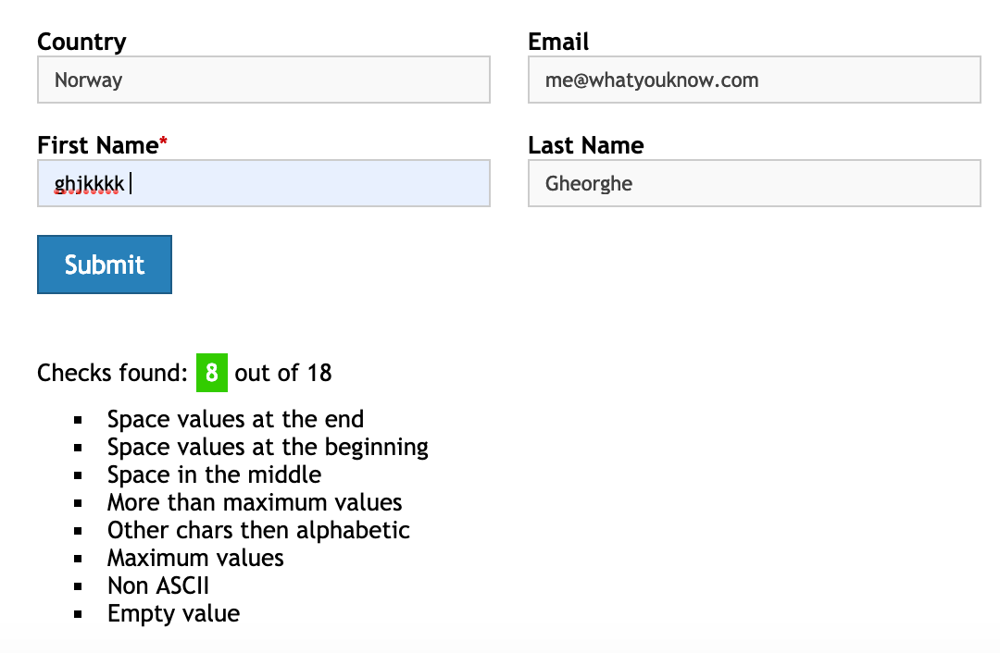 Country
Email
Norway
me@whatyouknow.com
First Name*
Last Name
ghjkkkk
Gheorghe
Submit
Checks found: 8 out of 18
Space values at the end
Space values at the beginning
Space in the middle
More than maximum values
Other chars then alphabetic
Maximum values
Non ASCII
Empty value